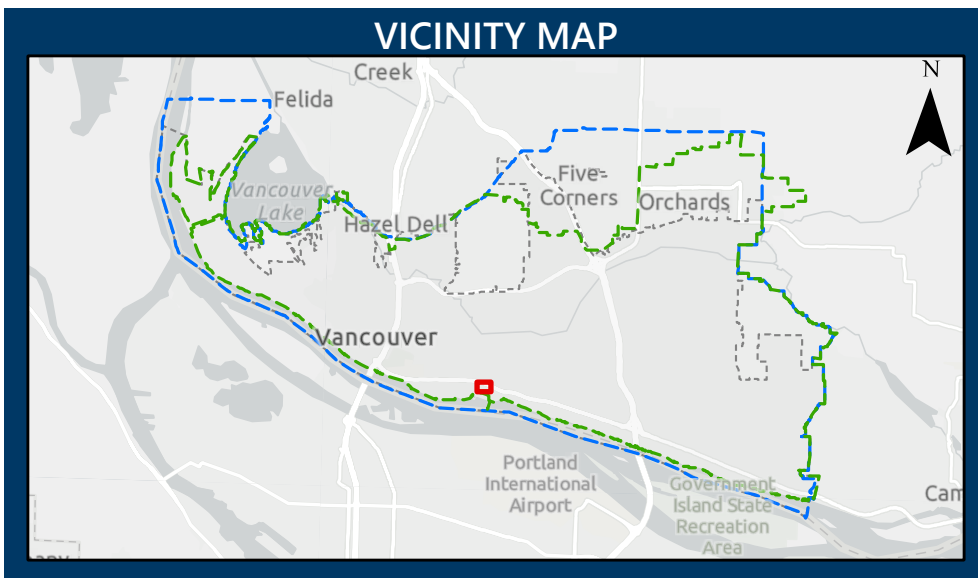 VICINITY MAP
Creek
N
Felida
Five
Corners
Vancouver
Lake
Orchards
Hazel Dell
Vancouver
Portland
International
Airport
Government
Island State
Recreation
Area
Cam